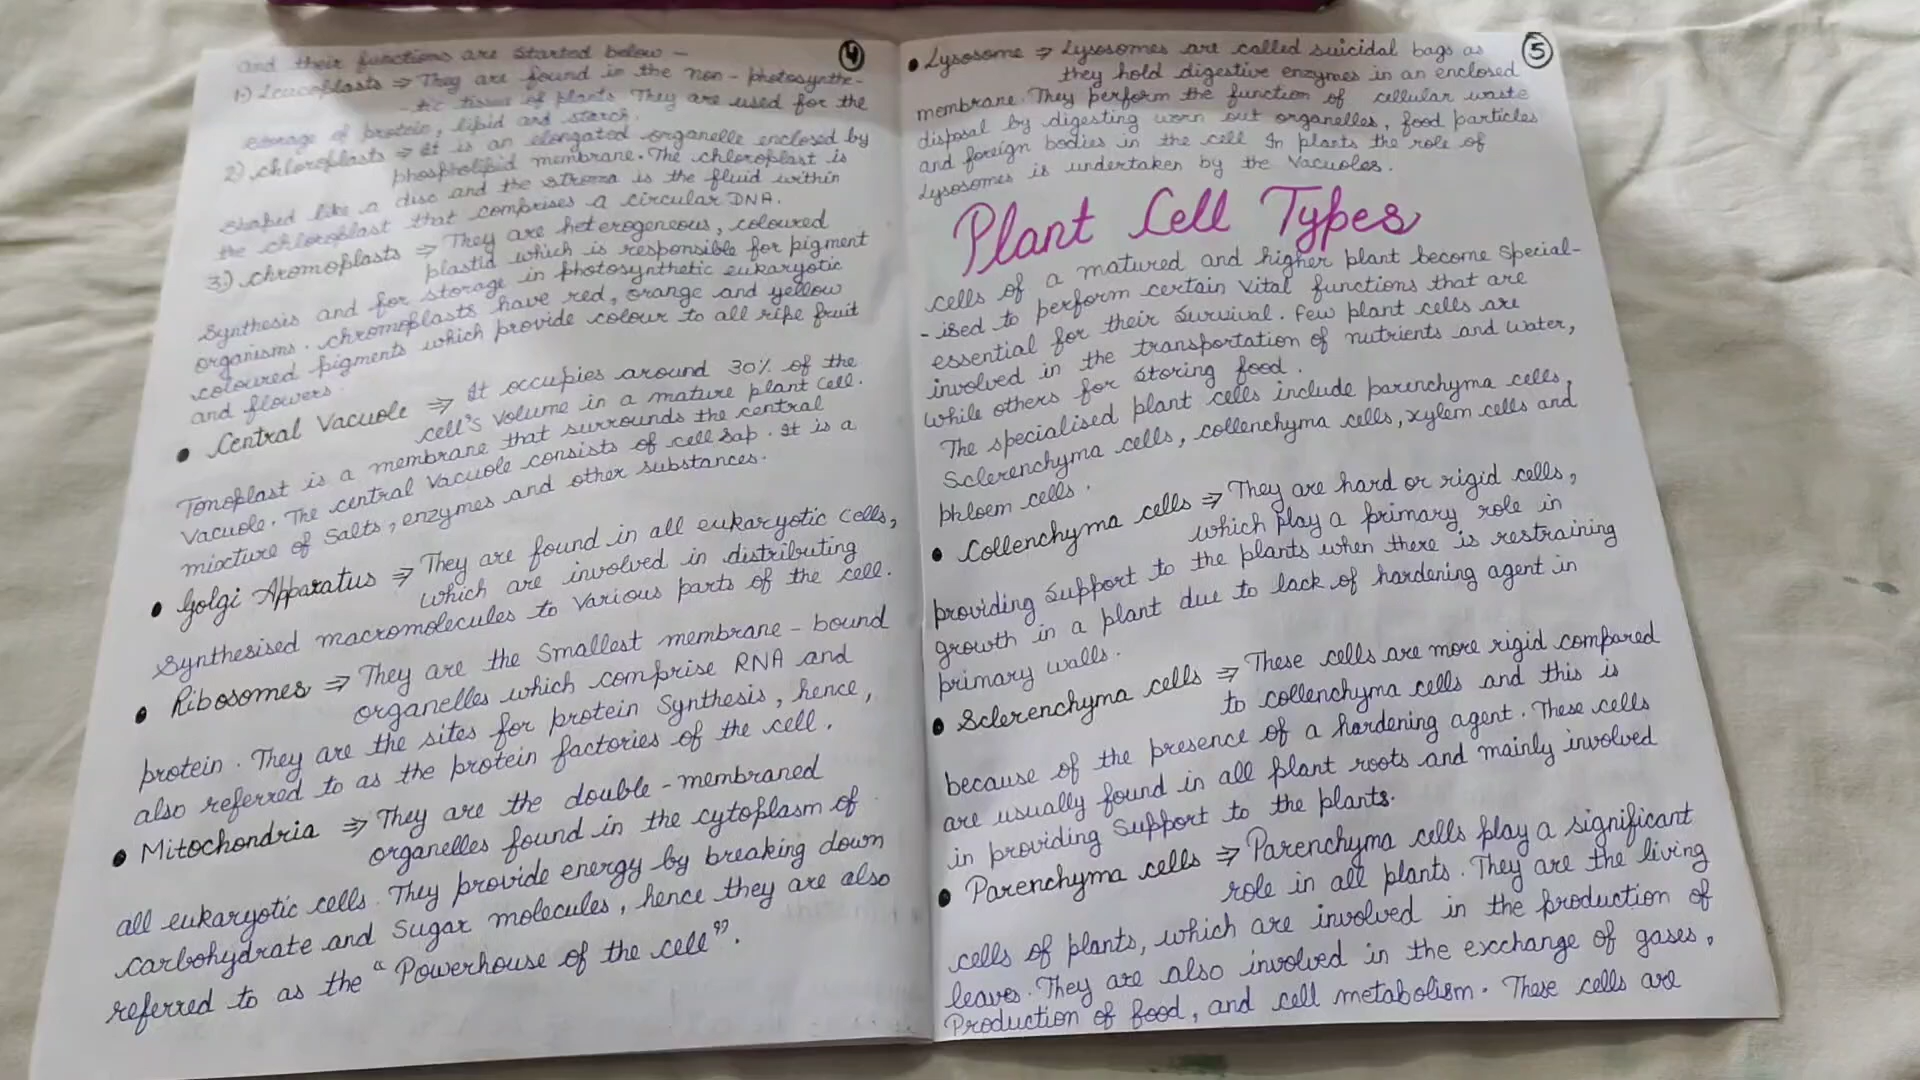 4
and their functions are started below -
1) Leucoplasts ⇒ They are found in the non-photosynthe-
tic tissue of plants They are used for the
storage of protein, lipid and starch.
2) chloroplasts ⇒ It is an elongated organelle enclosed by
phospholipid membrane. The chloroplast is
shaped like a disc and the stroma is the fluid within
the chloroplast that comprises a circular DNA.
3) chromoplasts ⇒ They are heterogeneous, coloured
plastid which is responsible for pigment
synthesis and for storage in photosynthetic eukaryotic
organisms. chromoplasts have red, orange and yellow
coloured pigments which provide colour to all ripe fruit
and flowers.
• Central Vacuole ⇒ It occupies around 30% of the
cell's volume in a mature plant cell.
Tonoplast is a membrane that surrounds the central
vacuole. The central vacuole consists of cell sap. It is a
mixture of salts, enzymes and other substances.
• Golgi Apparatus ⇒ They are found in all eukaryotic cells,
which are involved in distributing
synthesised macromolecules to various parts of the cell.
• Ribosomes ⇒ They are the smallest membrane-bound
organelles which comprise RNA and
protein. They are the sites for protein synthesis, hence,
also referred to as the protein factories of the cell.
• Mitochondria ⇒ They are the double-membraned
organelles found in the cytoplasm of
all eukaryotic cells. They provide energy by breaking down
carbohydrate and sugar molecules, hence they are also
referred to as the "Powerhouse of the cell".
5
• Lysosome ⇒ Lysosomes are called suicidal bags as
they hold digestive enzymes in an enclosed
membrane. They perform the function of cellular waste
disposal by digesting worn out organelles, food particles
and foreign bodies in the cell In plants the role of
Lysosomes is undertaken by the vacuoles.
Plant Cell Types
cells of a matured and higher plant become special-
-ised to perform certain vital functions that are
essential for their survival. Few plant cells are
involved in the transportation of nutrients and water,
while others for storing food.
The specialised plant cells include parenchyma cells,
Sclerenchyma cells, collenchyma cells, xylem cells and
phloem cells.
• Collenchyma cells ⇒ They are hard or rigid cells,
which play a primary role in
providing support to the plants when there is restraining
growth in a plant due to lack of hardening agent in
primary walls.
• Sclerenchyma cells ⇒ These cells are more rigid compared
to collenchyma cells and this is
because of the presence of a hardening agent. These cells
are usually found in all plant roots and mainly involved
in providing support to the plants.
• Parenchyma cells ⇒ Parenchyma cells play a significant
role in all plants. They are the living
cells of plants, which are involved in the production of
leaves. They are also involved in the excchange of gases,
Production of food, and cell metabolism. These cells are